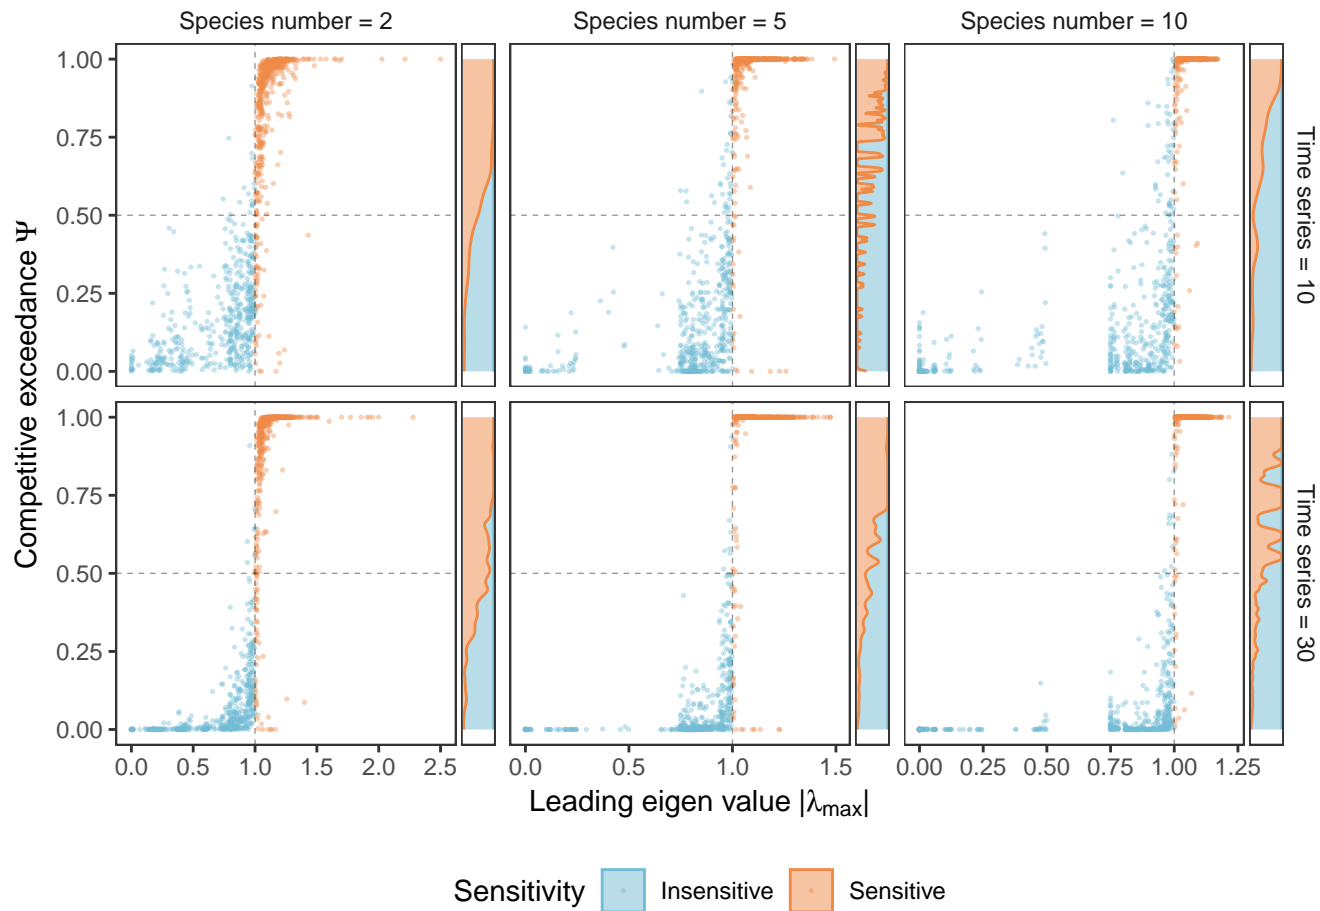 Species number = 2
Species number = 5
Species number = 10
Competitive exceedance Ψ
1.00
0.75
0.50
0.25
0.00
Time series = 10
1.00
0.75
0.50
0.25
0.00
Time series = 30
0.0 0.5 1.0 1.5 2.0 2.5
0.0 0.5 1.0 1.5
0.00 0.25 0.50 0.75 1.00 1.25
Leading eigen value |λmax|
Sensitivity Insensitive Sensitive